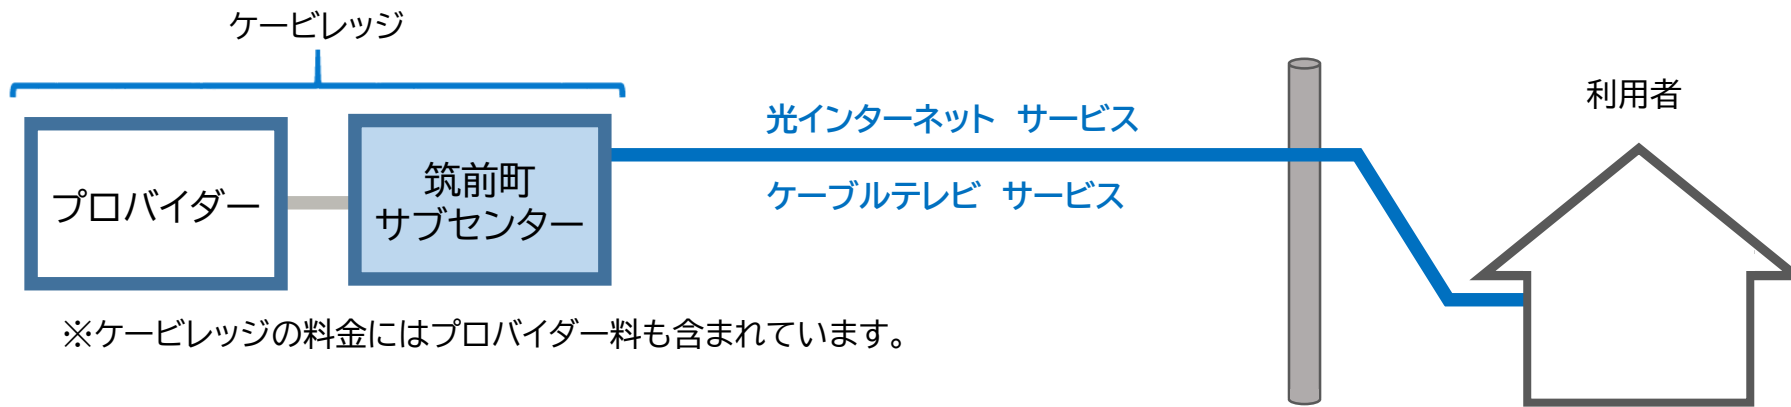 ケービレッジ
利用者
光インターネット　サービス
プロバイダー
筑前町
サブセンター
ケーブルテレビ　サービス
※ケービレッジの料金にはプロバイダー料も含まれています。